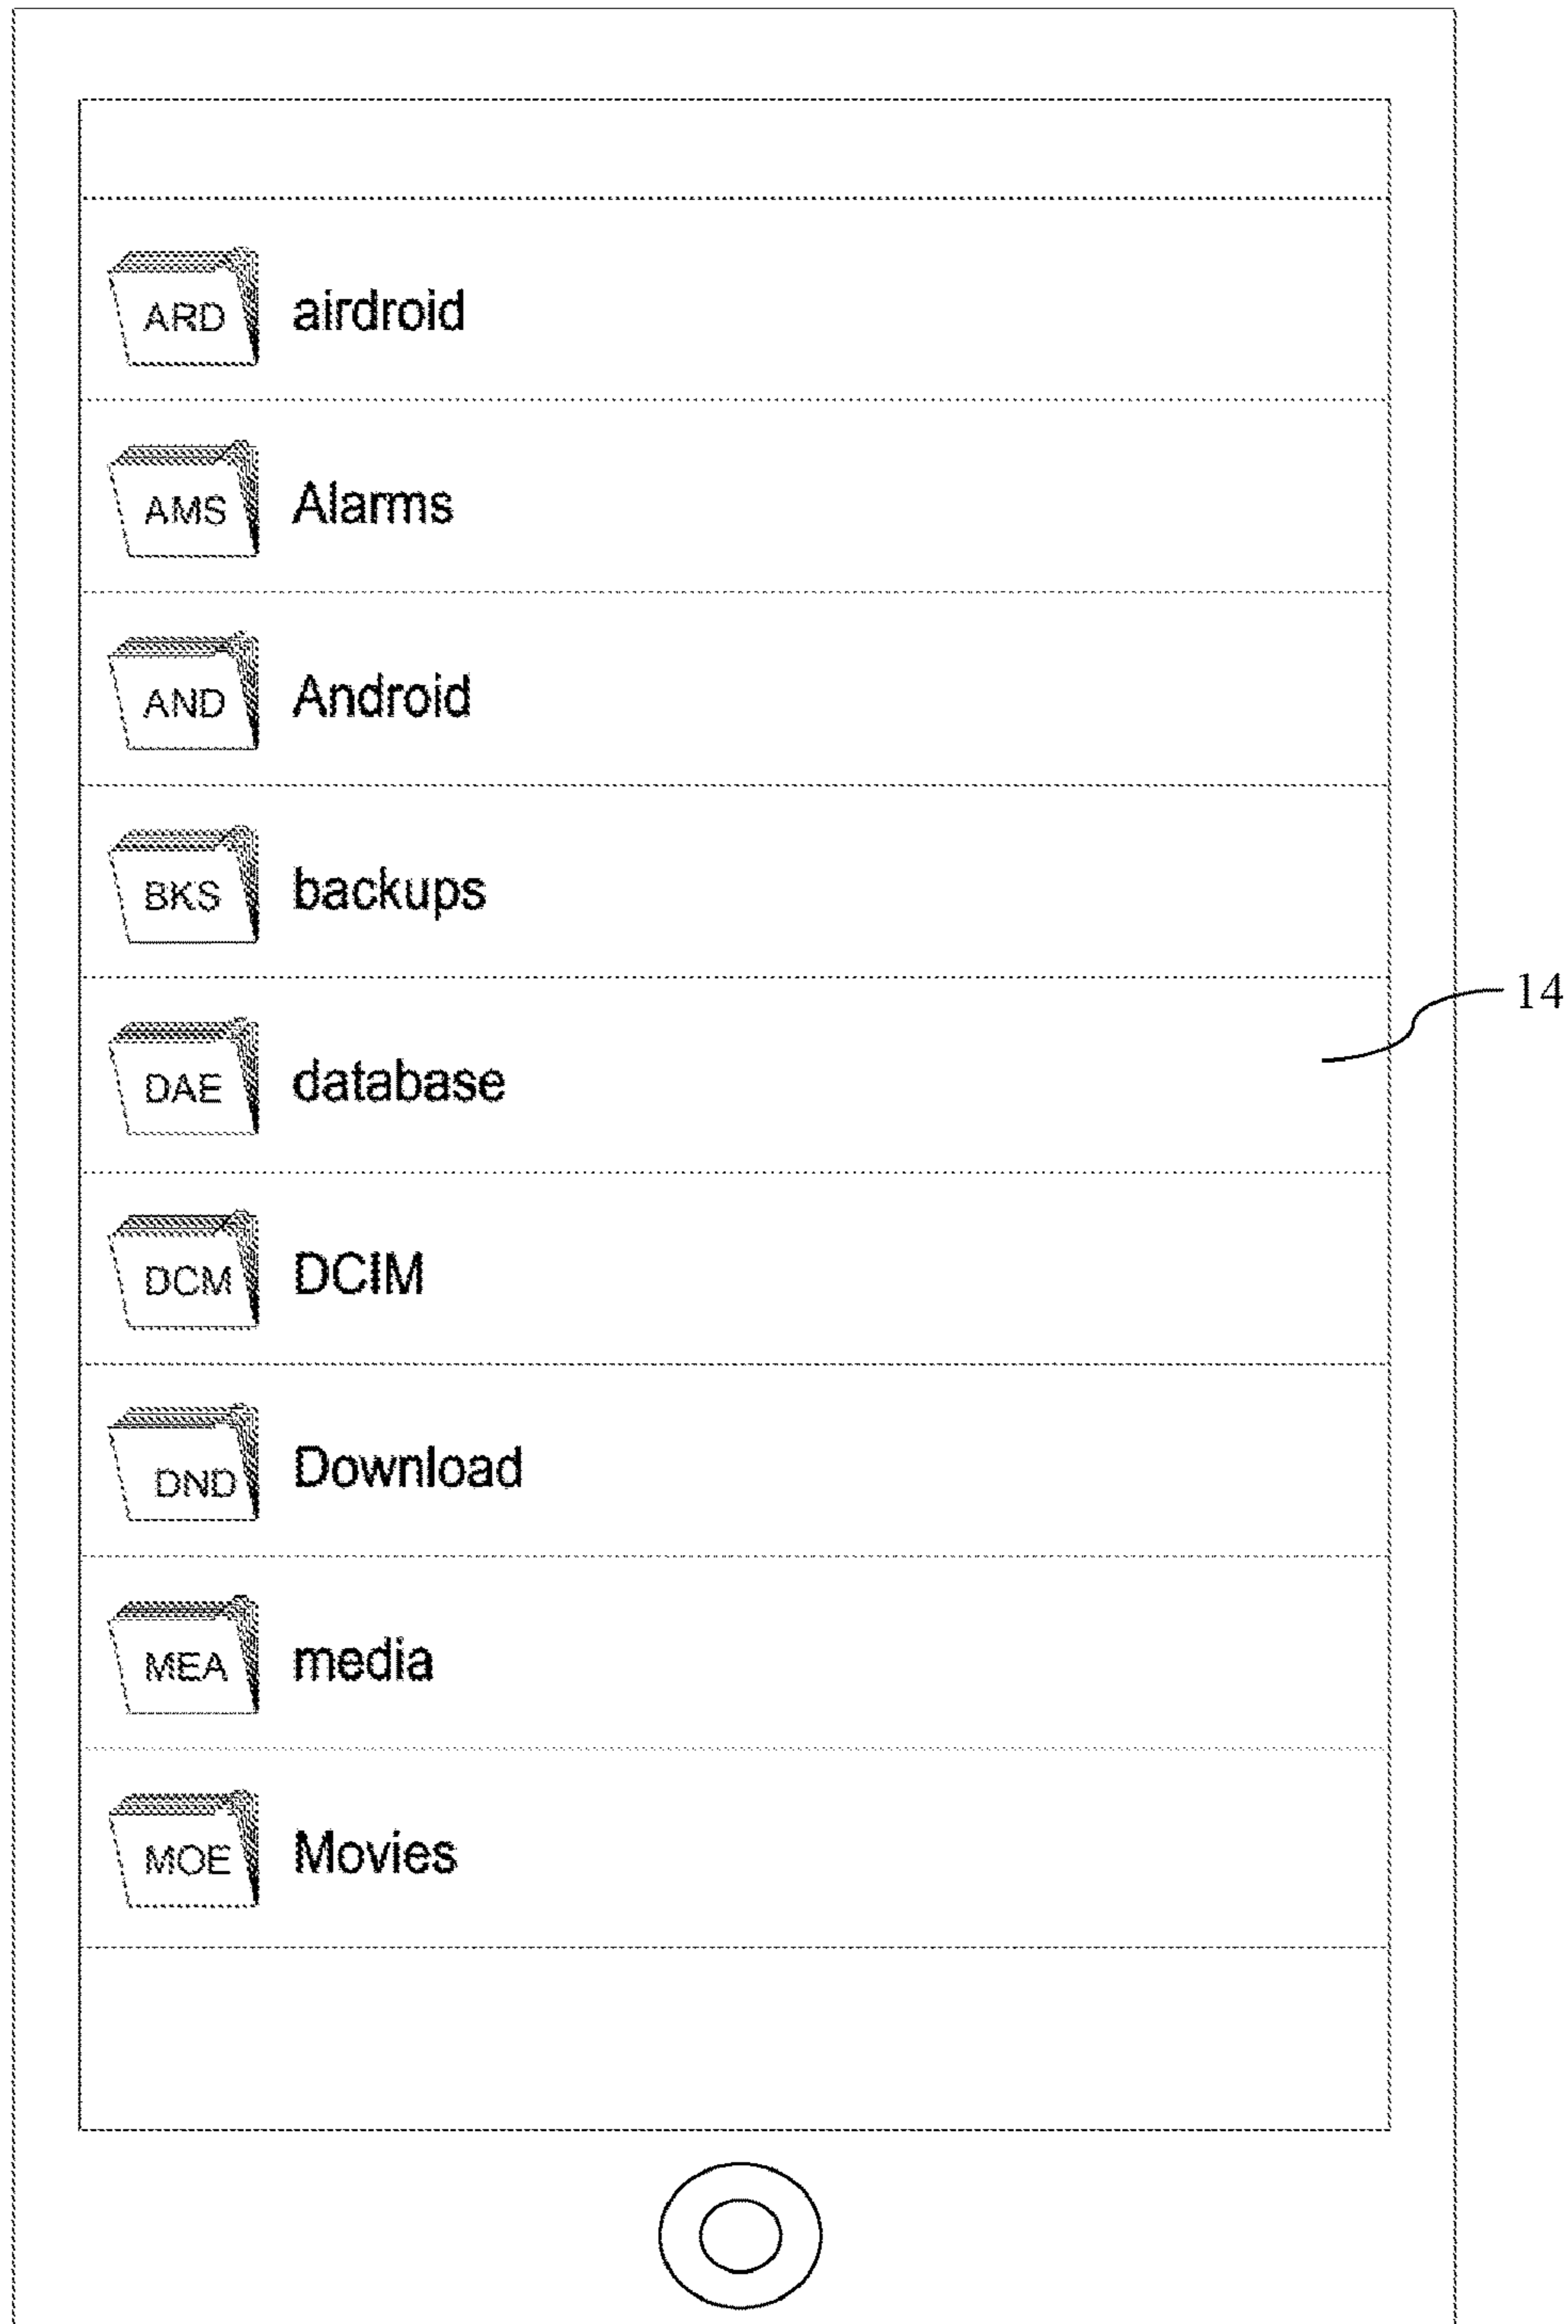 ARD airdroid
AMS Alarms
AND Android
BKS backups
DAE database
14
DCM DCIM
DND Download
MEA media
MOE Movies